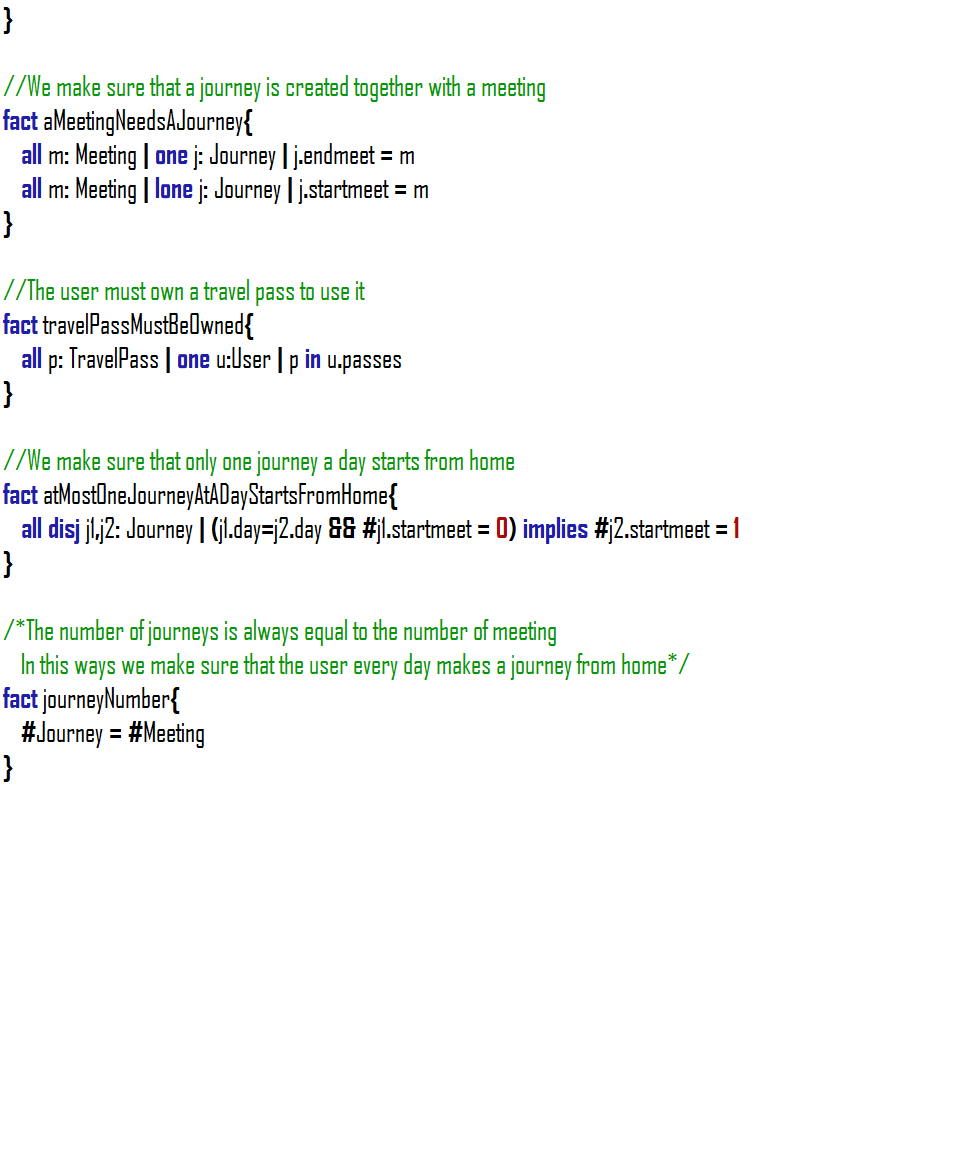 }
//We make sure that a journey is created together with a meeting
fact aMeetingNeedsAJourney{
all m: Meeting | one j: Journey | j.endmeet = m
all m: Meeting | lone j: Journey | j.startmeet = m
}
//The user must own a travel pass to use it
fact travelPassMustBeOwned{
all p: TravelPass | one u:User | p in u.passes
}
//We make sure that only one journey a day starts from home
fact atMostOneJourneyAtADayStartsFromHome{
all disj j1,j2: Journey | (j1.day=j2.day && #j1.startmeet = 0) implies #j2.startmeet = 1
}
/*The number of journeys is always equal to the number of meeting
In this ways we make sure that the user every day makes a journey from home*/
fact journeyNumber{
#Journey = #Meeting
}